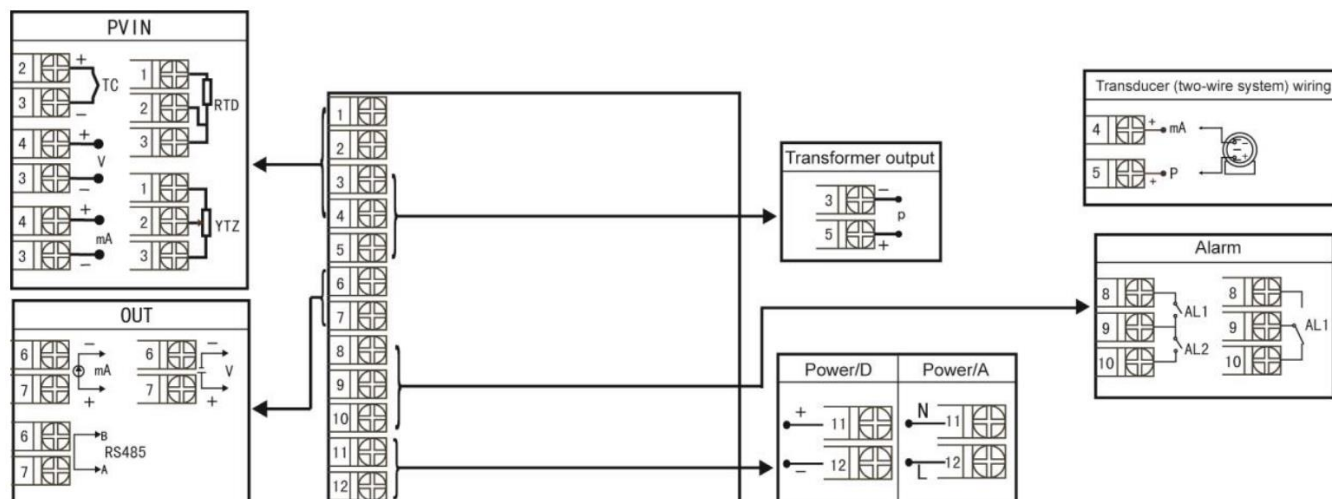 PVIN
2
+
TC
3
−
4
+
V
3
−
4
+
mA
3
−
1
2
RTD
3
1
2
YTZ
3
OUT
6
−
mA
7
+
6
−
V
7
+
6
B
RS485
7
A
1
2
3
4
5
6
7
8
9
10
11
12
Transformer output
3
−
p
5
+
Power/D
+
11
−
12
Power/A
N
11
L
12
Transducer (two-wire system) wiring
4
+
mA
−
−
+
5
+
P
Alarm
8
AL1
9
AL2
10
8
9
AL1
10